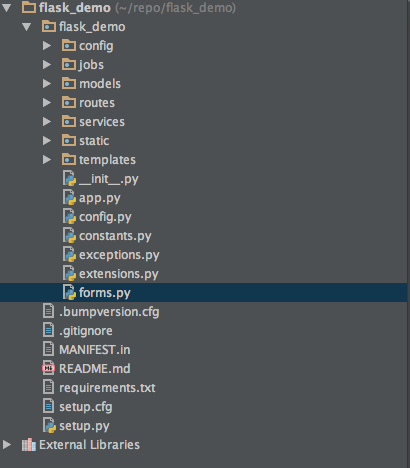 flask_demo (~/repo/flask_demo)
flask_demo
config
jobs
models
routes
services
static
templates
__init__.py
app.py
config.py
constants.py
exceptions.py
extensions.py
forms.py
.bumpversion.cfg
.gitignore
MANIFEST.in
README.md
requirements.txt
setup.cfg
setup.py
External Libraries